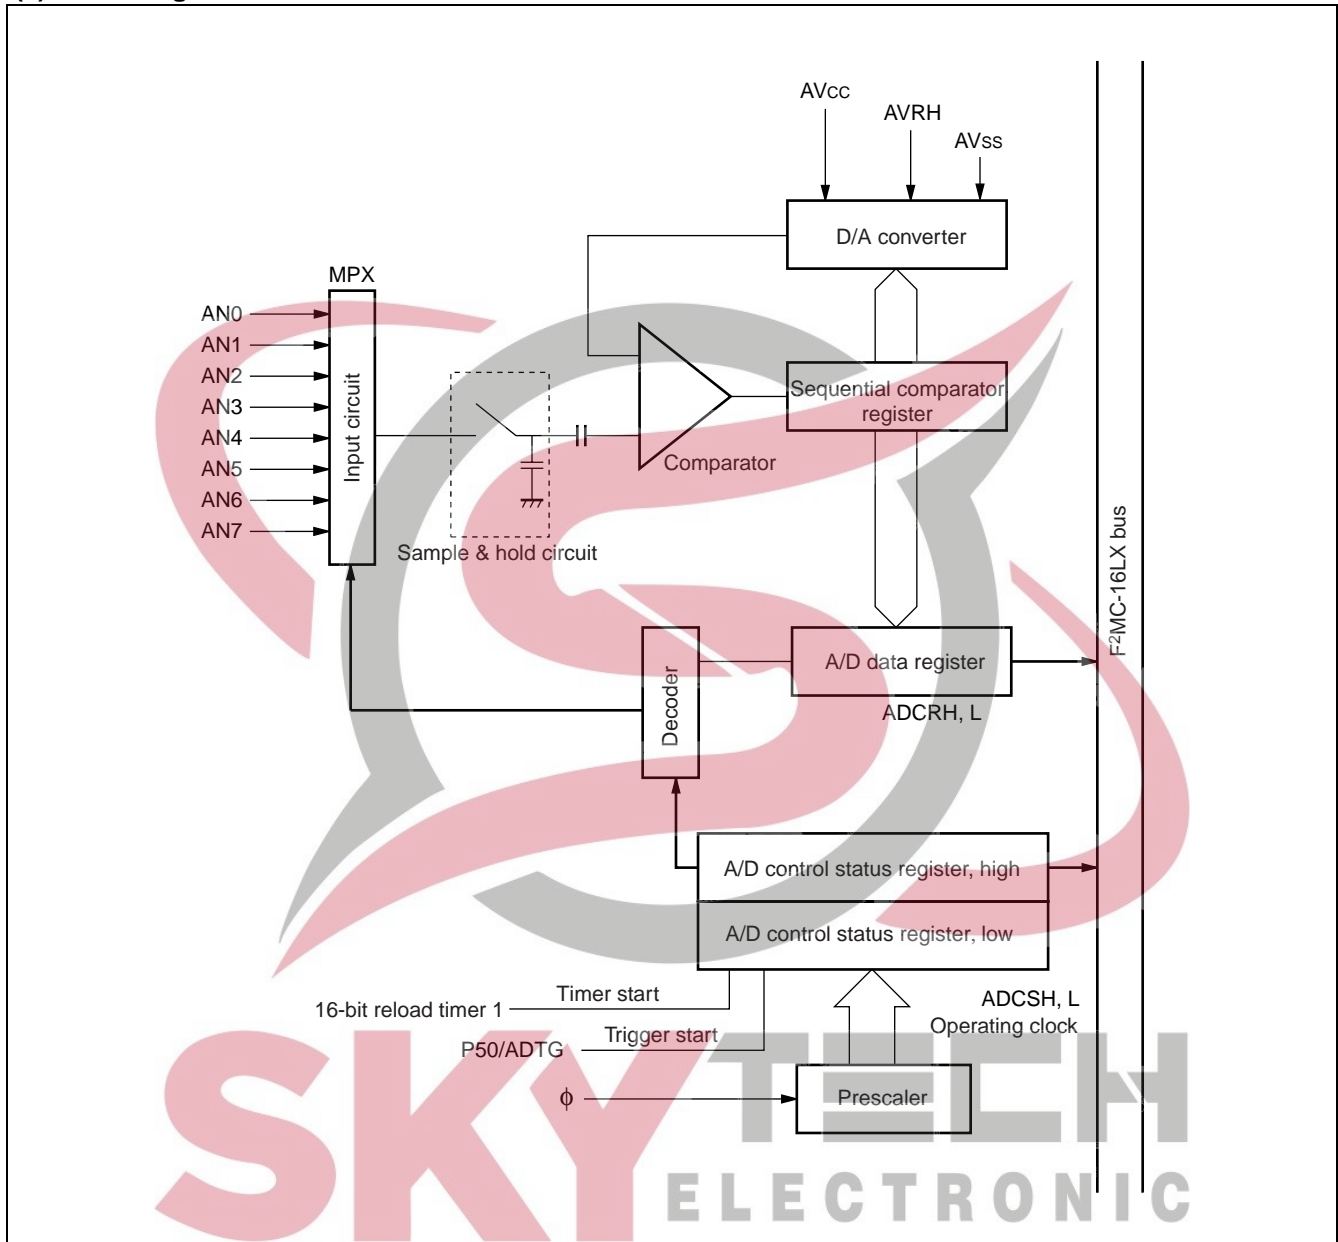 AVCC
AVRH
AVSS
D/A converter
MPX
AN0
AN1
AN2
AN3
AN4
AN5
AN6
AN7
Input circuit
Sequential comparator
register
Comparator
Sample & hold circuit
F²MC-16LX bus
Decoder
A/D data register
ADCRH, L
A/D control status register, high
A/D control status register, low
16-bit reload timer 1
Timer start
ADCSH, L
Operating clock
P50/ADTG
Trigger start
ϕ
Prescaler
SKYTECH
ELECTRONIC